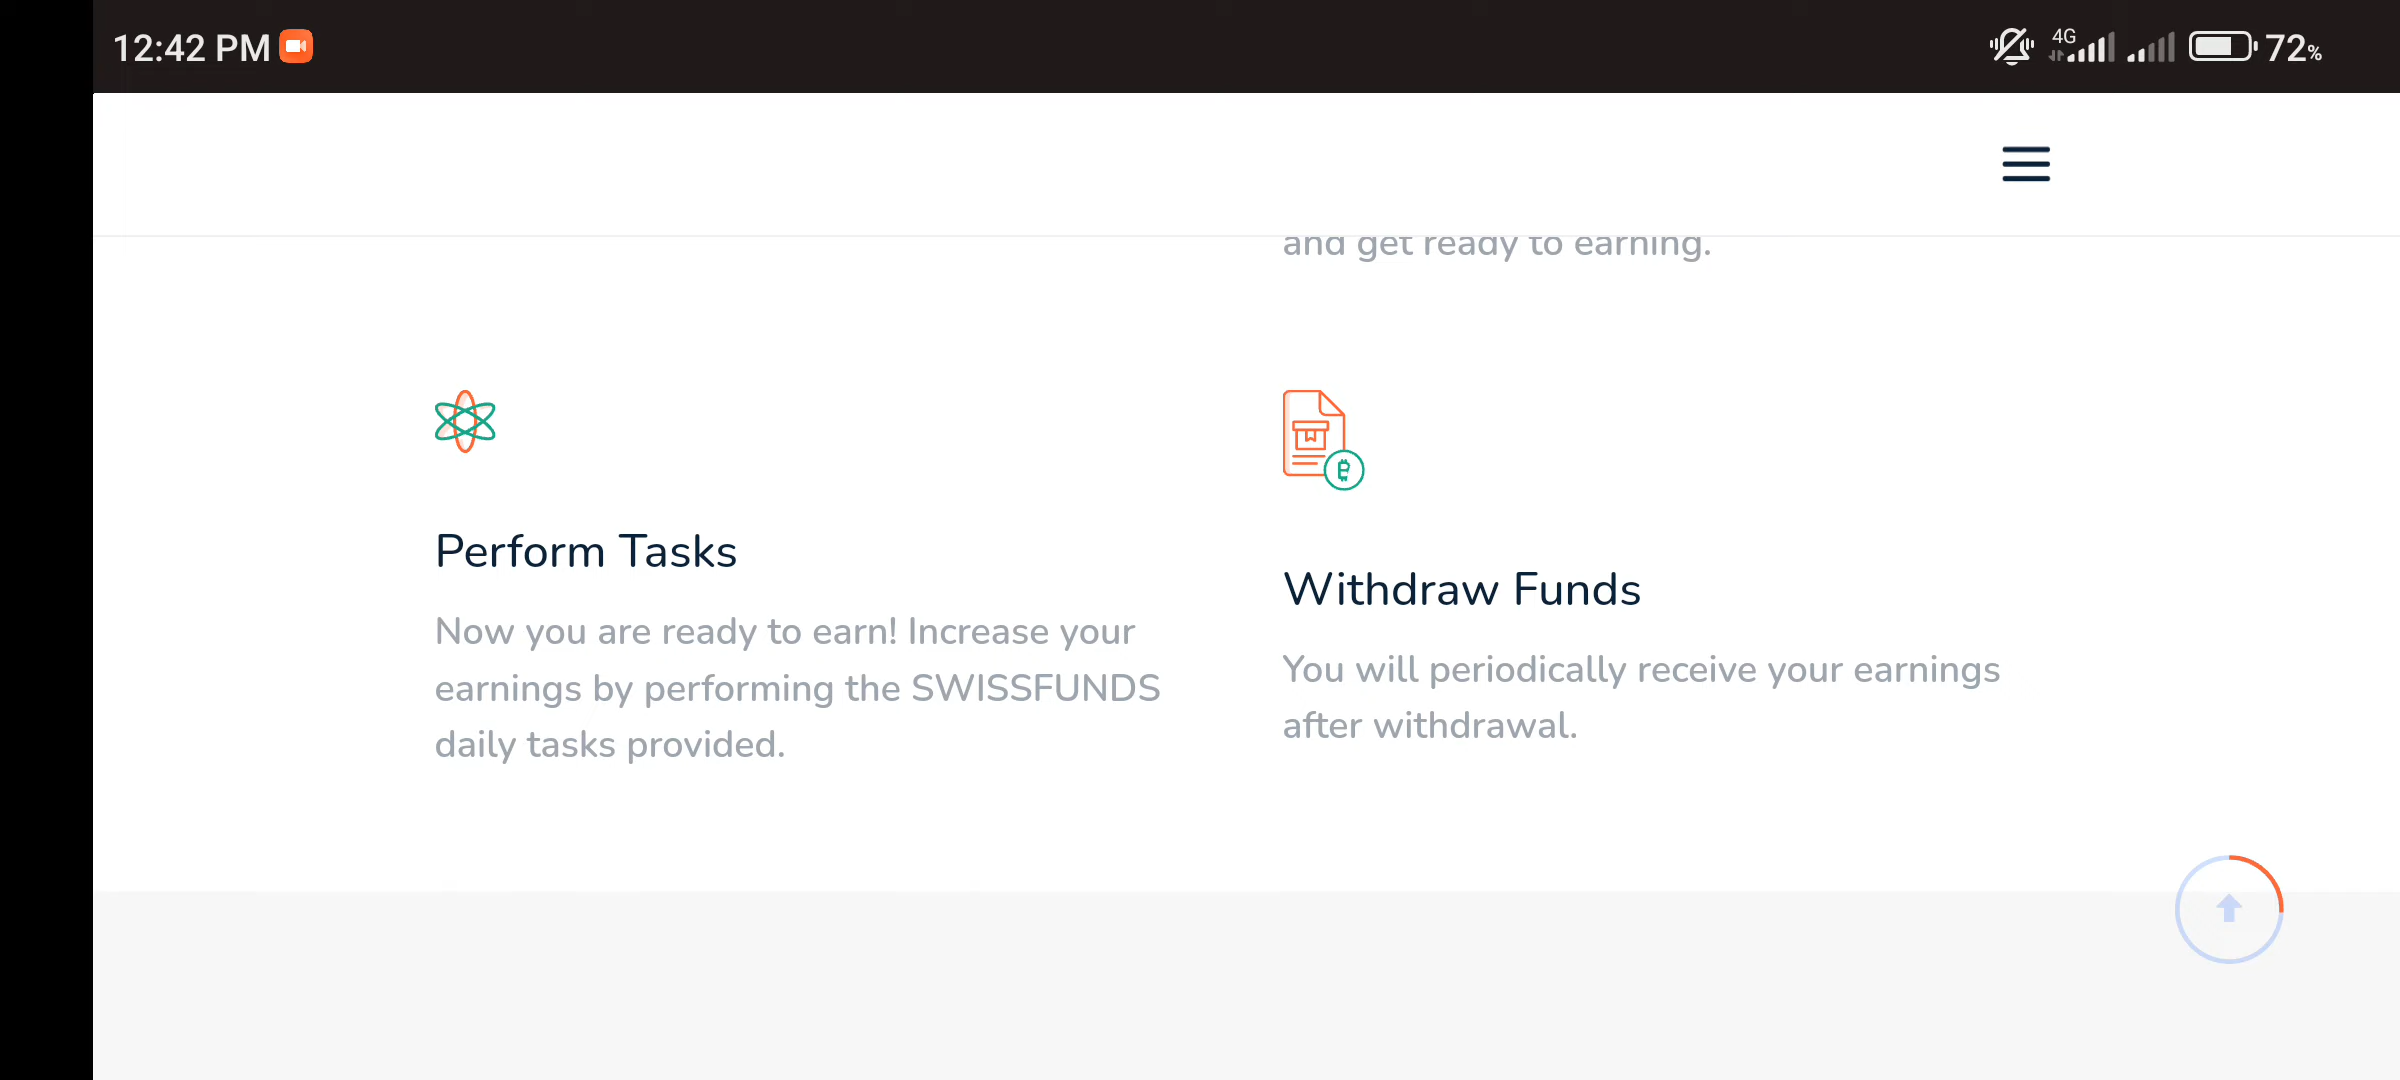 12:42 PM
4G
72%
and get ready to earning.
Perform Tasks
Now you are ready to earn! Increase your
earnings by performing the SWISSFUNDS
daily tasks provided.
Withdraw Funds
You will periodically receive your earnings
after withdrawal.